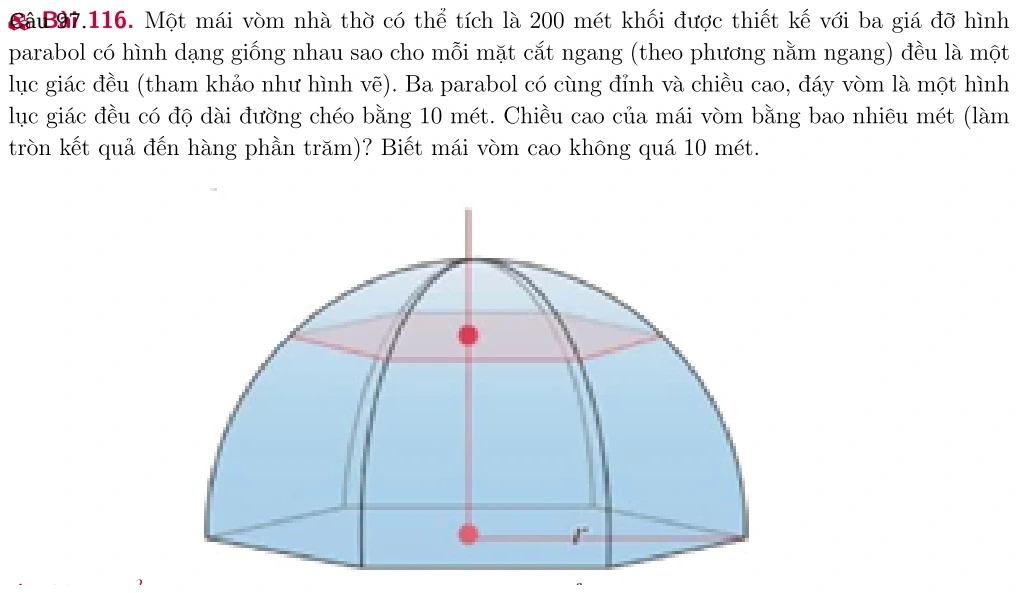 Câu 97.
Bài.116. Một mái vòm nhà thờ có thể tích là 200 mét khối được thiết kế với ba giá đỡ hình
parabol có hình dạng giống nhau sao cho mỗi mặt cắt ngang (theo phương nằm ngang) đều là một
lục giác đều (tham khảo như hình vẽ). Ba parabol có cùng đỉnh và chiều cao, đáy vòm là một hình
lục giác đều có độ dài đường chéo bằng 10 mét. Chiều cao của mái vòm bằng bao nhiêu mét (làm
tròn kết quả đến hàng phần trăm)? Biết mái vòm cao không quá 10 mét.
r